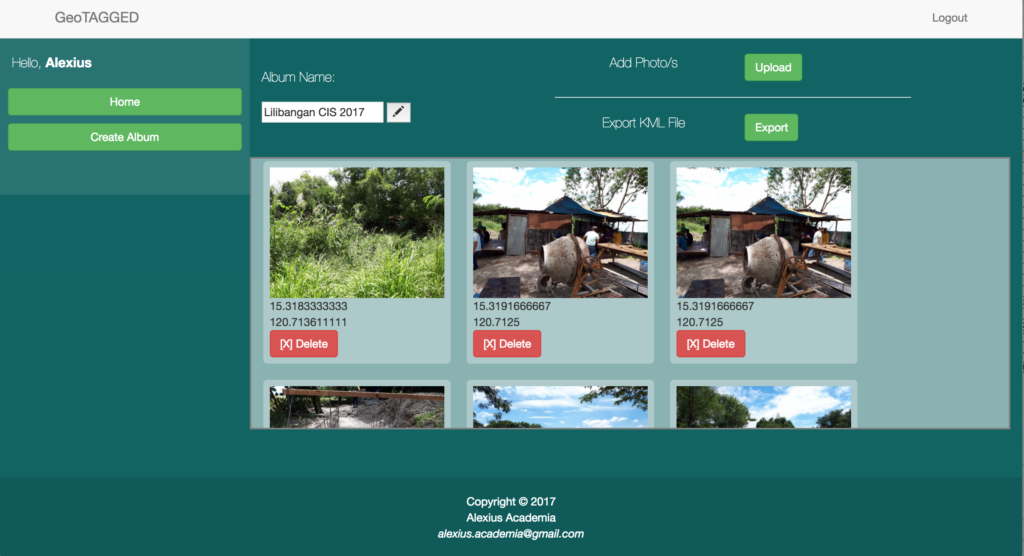 GeoTAGGED
Logout
Hello, Alexius
Home
Create Album
Album Name:
Lilibangan CIS 2017
Add Photo/s
Upload
Export KML File
Export
15.3183333333
120.713611111
[X] Delete
15.3191666667
120.7125
[X] Delete
15.3191666667
120.7125
[X] Delete
Copyright © 2017
Alexius Academia
alexius.academia@gmail.com